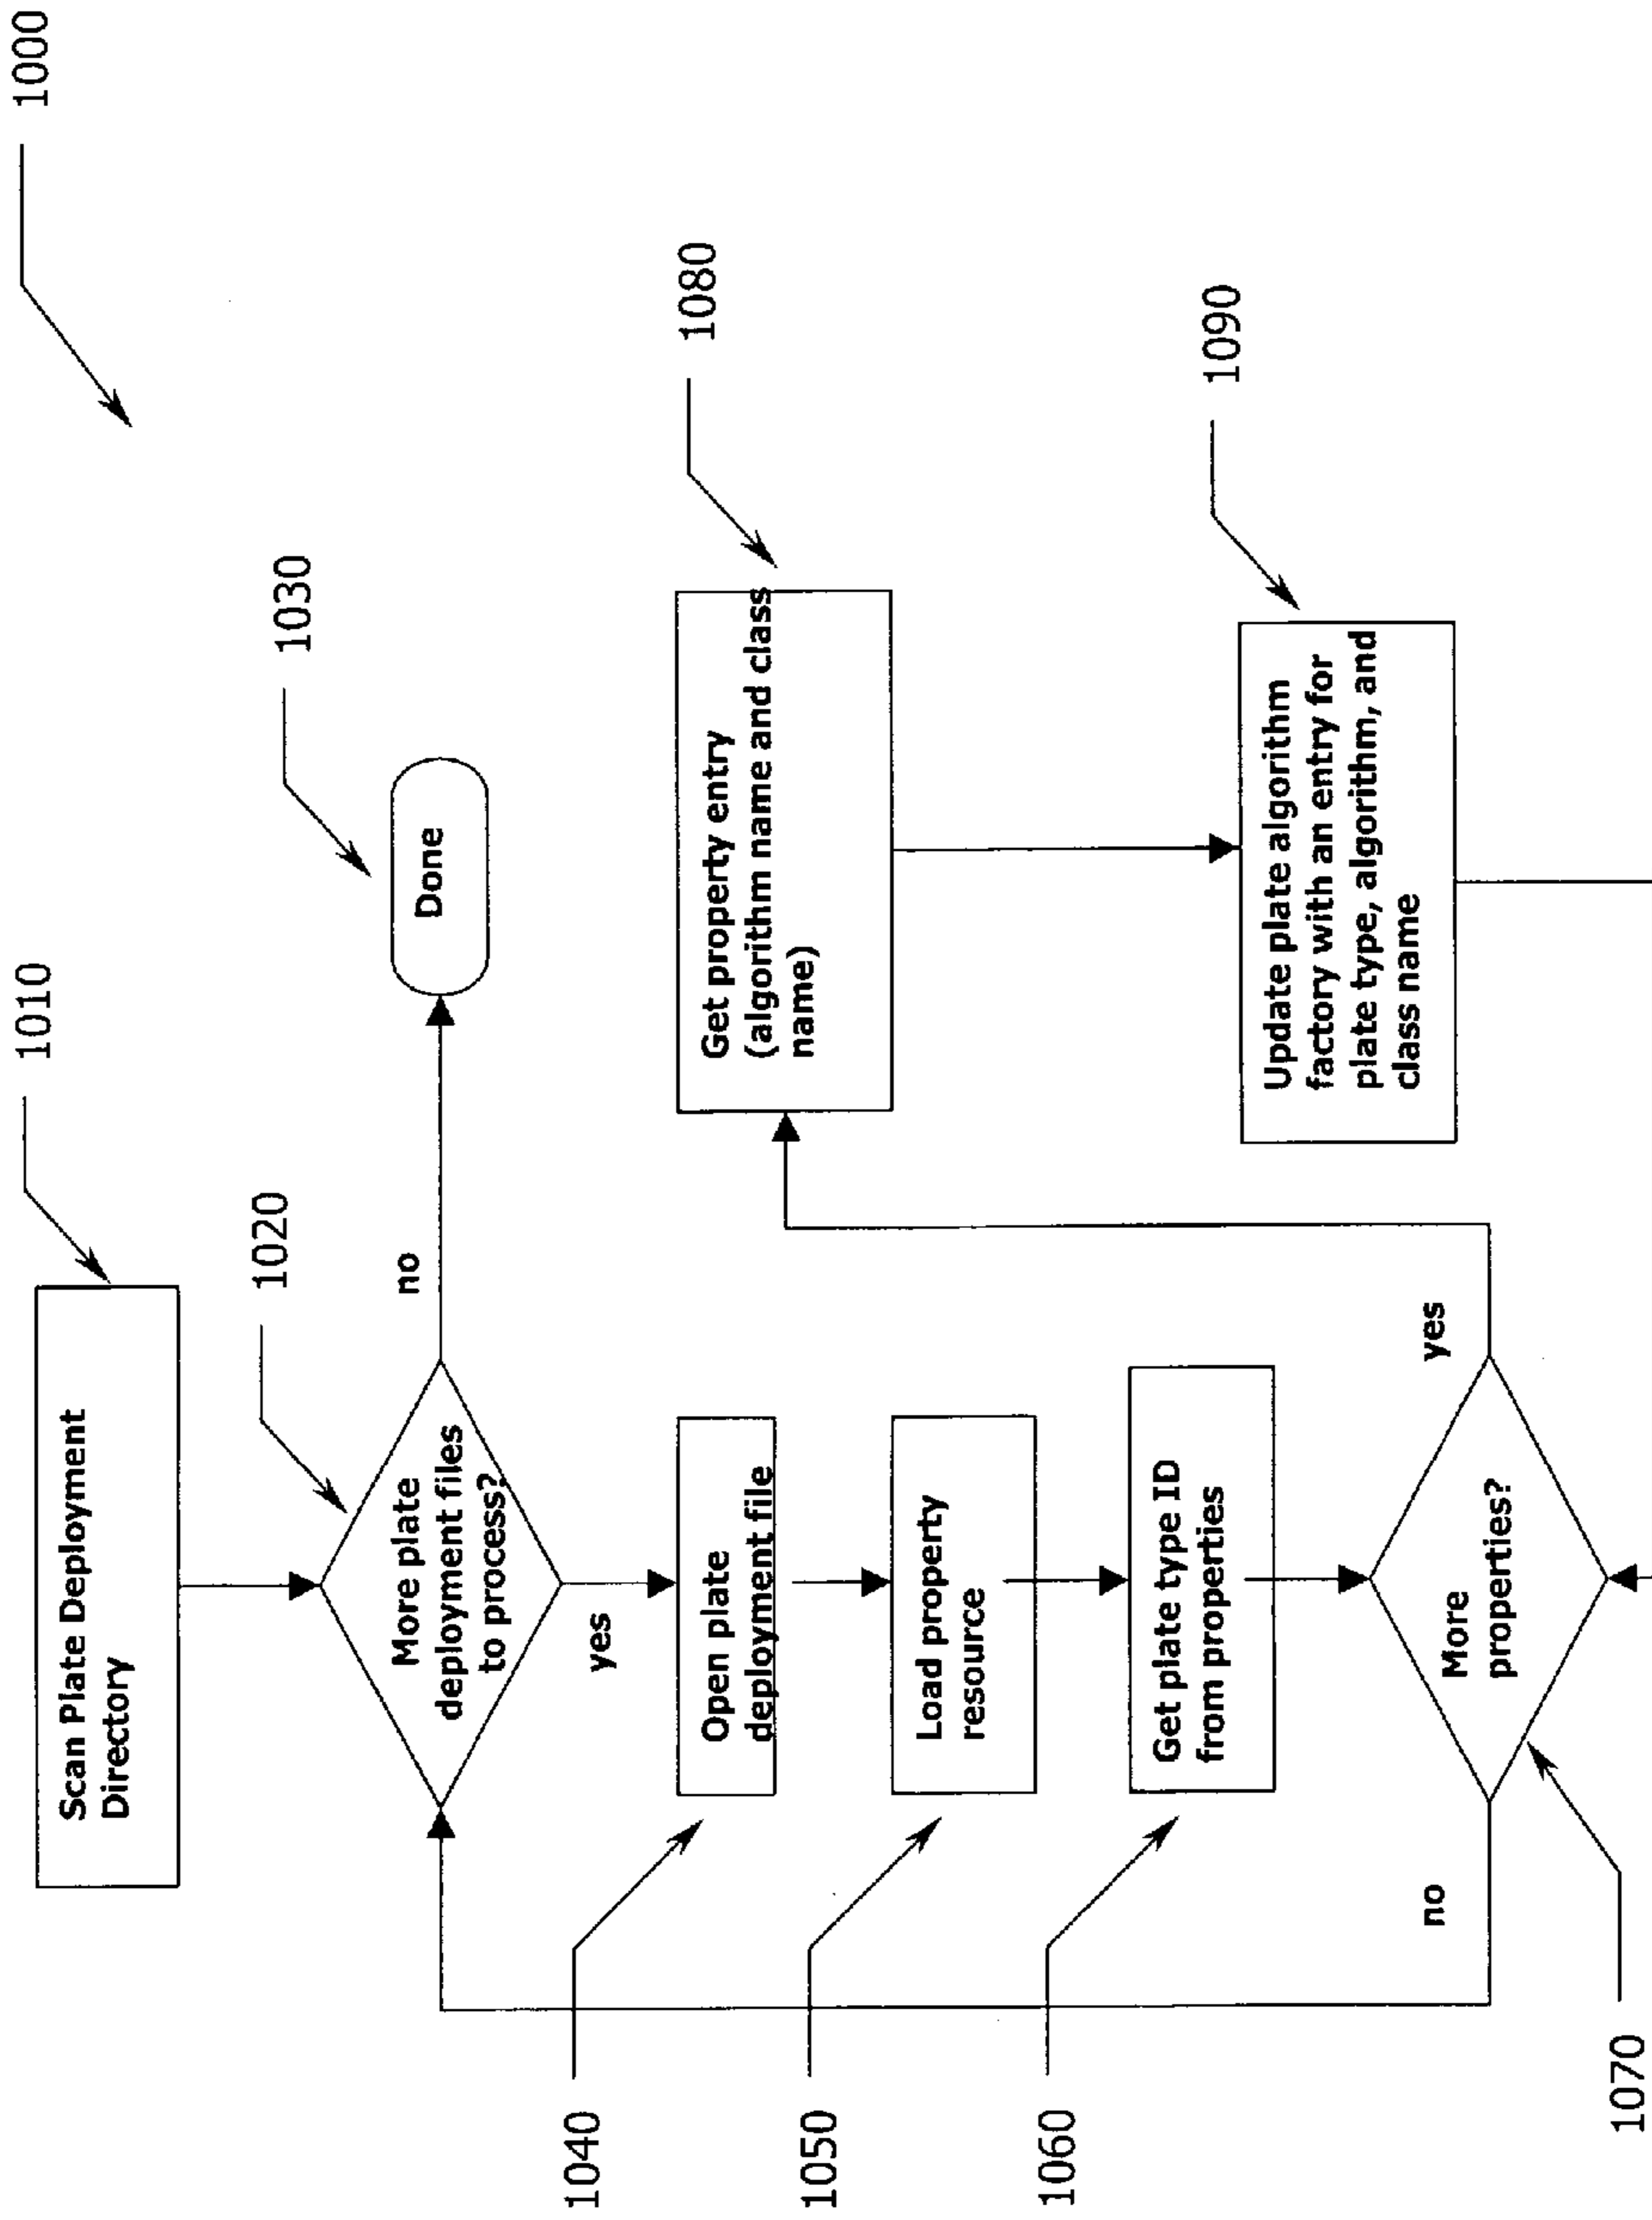 1000
1010
Scan Plate Deployment
Directory
1020
More plate
deployment files
to process?
no
1030
Done
yes
1040
Open plate
deployment file
1050
Load property
resource
1060
Get plate type ID
from properties
1070
More
properties?
no
yes
1080
Get property entry
(algorithm name and class
name)
1090
Update plate algorithm
factory with an entry for
plate type, algorithm, and
class name